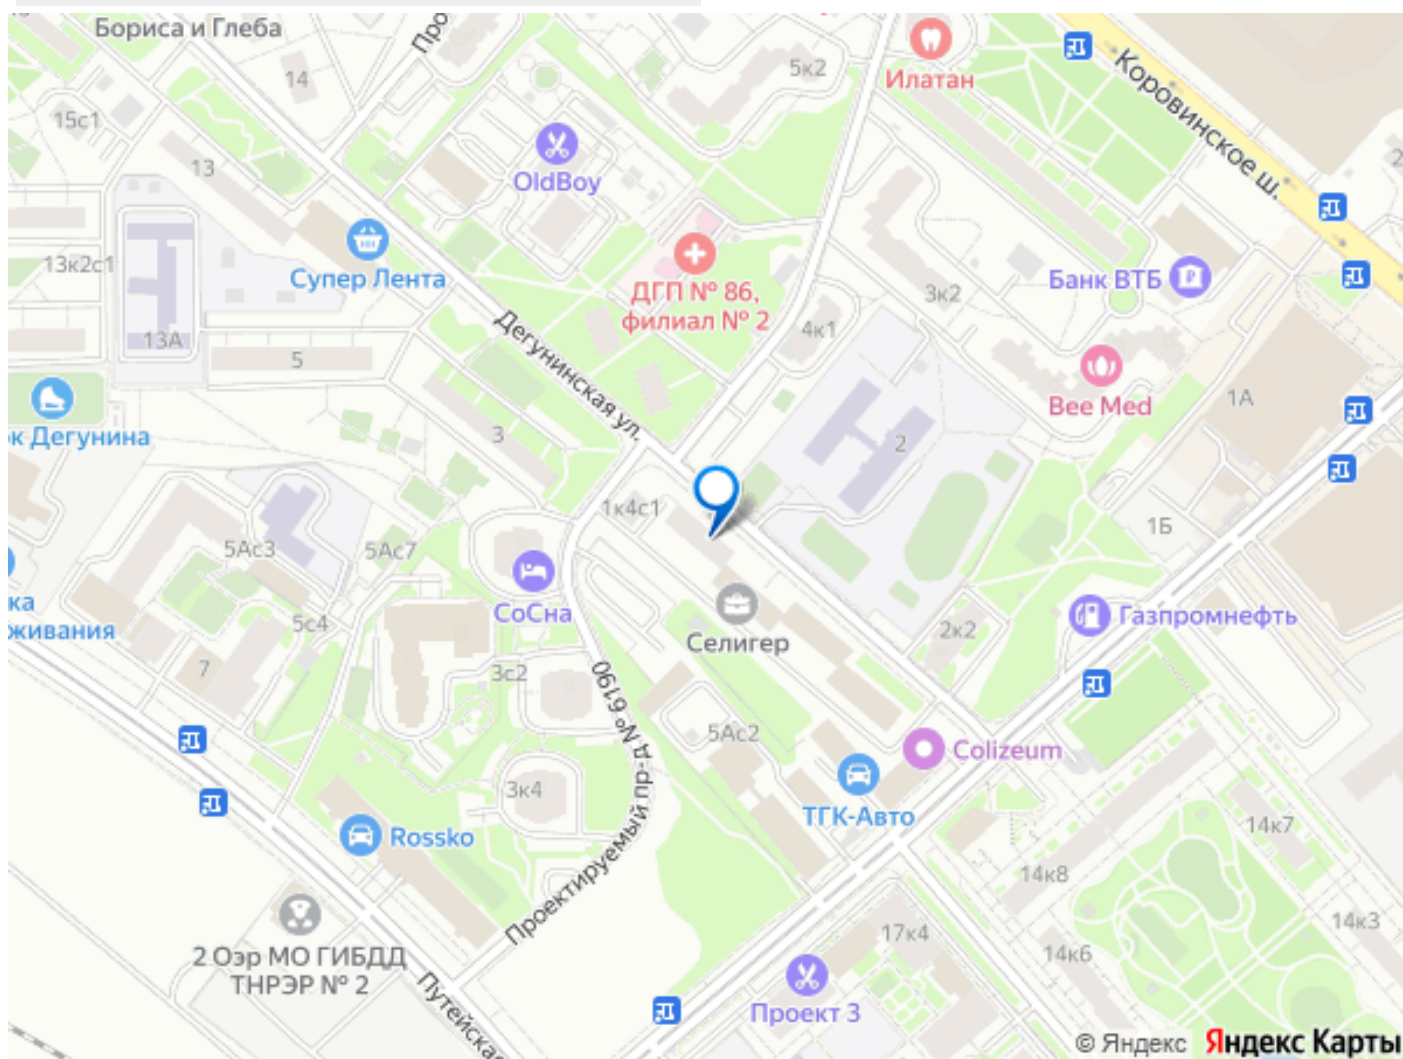 Бориса и Глеба
Про
14
15с1
13
5к2
OldBoy
Илатан
Коровинское ш.
13к2с1
Супер Лента
ДГП № 86,
филиал № 2
3к2
Банк ВТБ
13А
5
4к1
Дегунинская ул.
Bee Med
1А
к Дегунина
3
2
1к4с1
1Б
5Ас3
5Ас7
СоСна
ка
живания
5с4
Селигер
2к2
Газпромнефть
7
3с2
Проектируемый пр-д № 6190
5Ас2
Colizeum
3к4
ТГК-Авто
Rossko
14к7
14к8
2 Оэр МО ГИБДД
ТНРЭР № 2
17к4
14к3
14к6
Путейская
Проект 3
© Яндекс Яндекс Карты